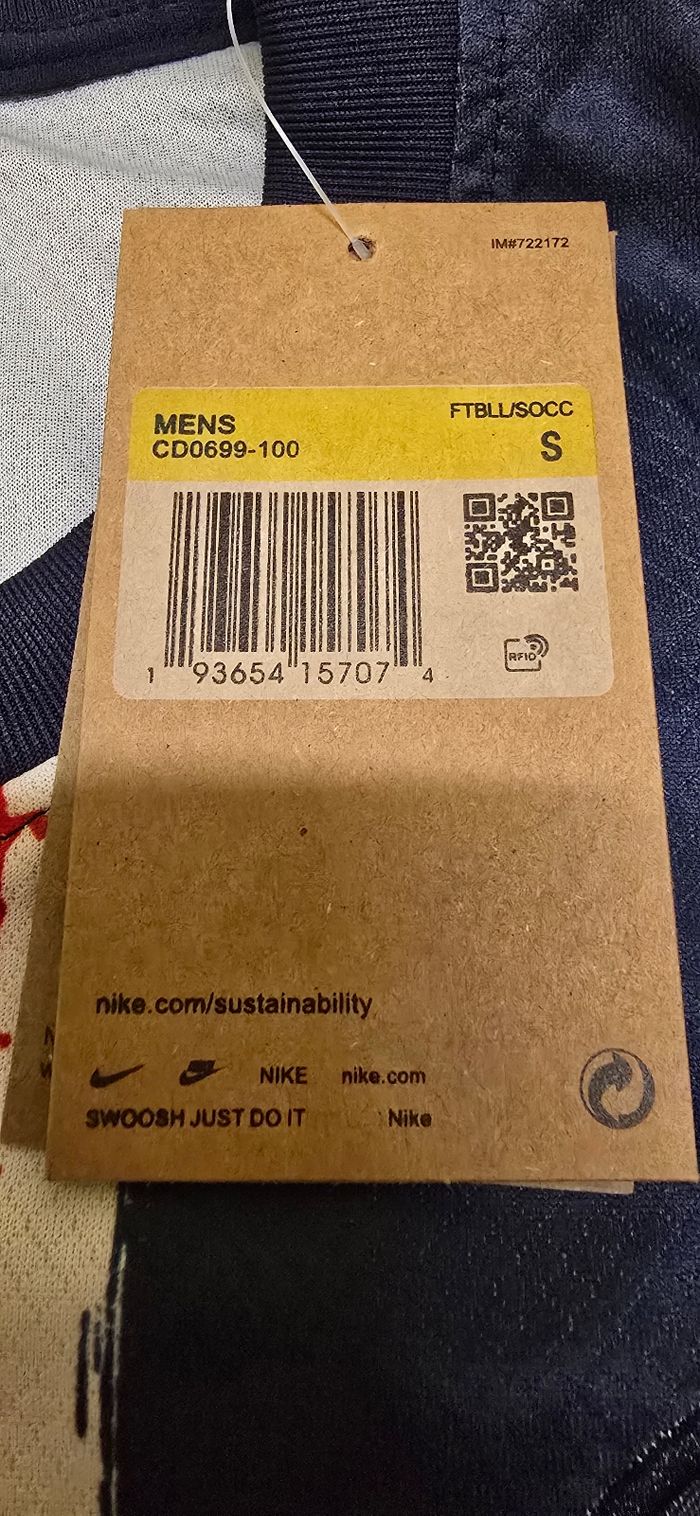 IM#722172
MENS
FTBLL/SOCC
CD0699-100
S
1 93654 15707 4
RFID
nike.com/sustainability
NIKE nike.com
SWOOSH JUST DO IT Nike